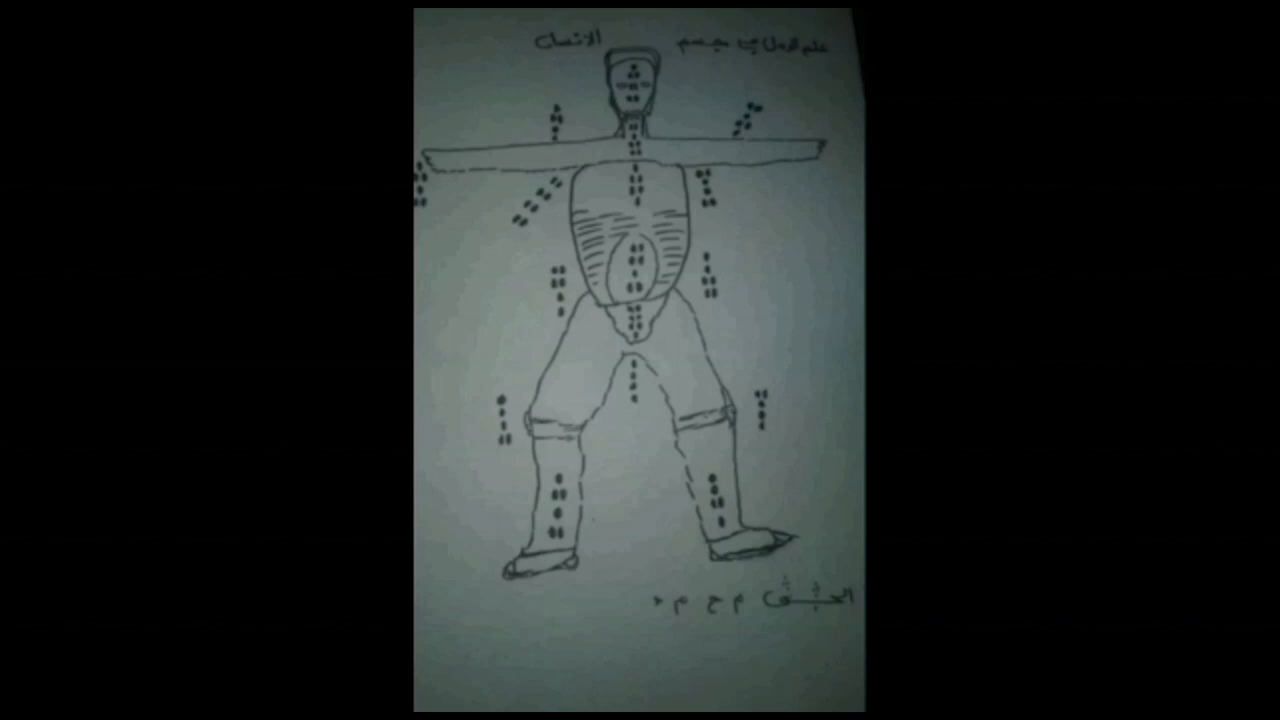 علم الرمل في جسم الانسان
م ح م د